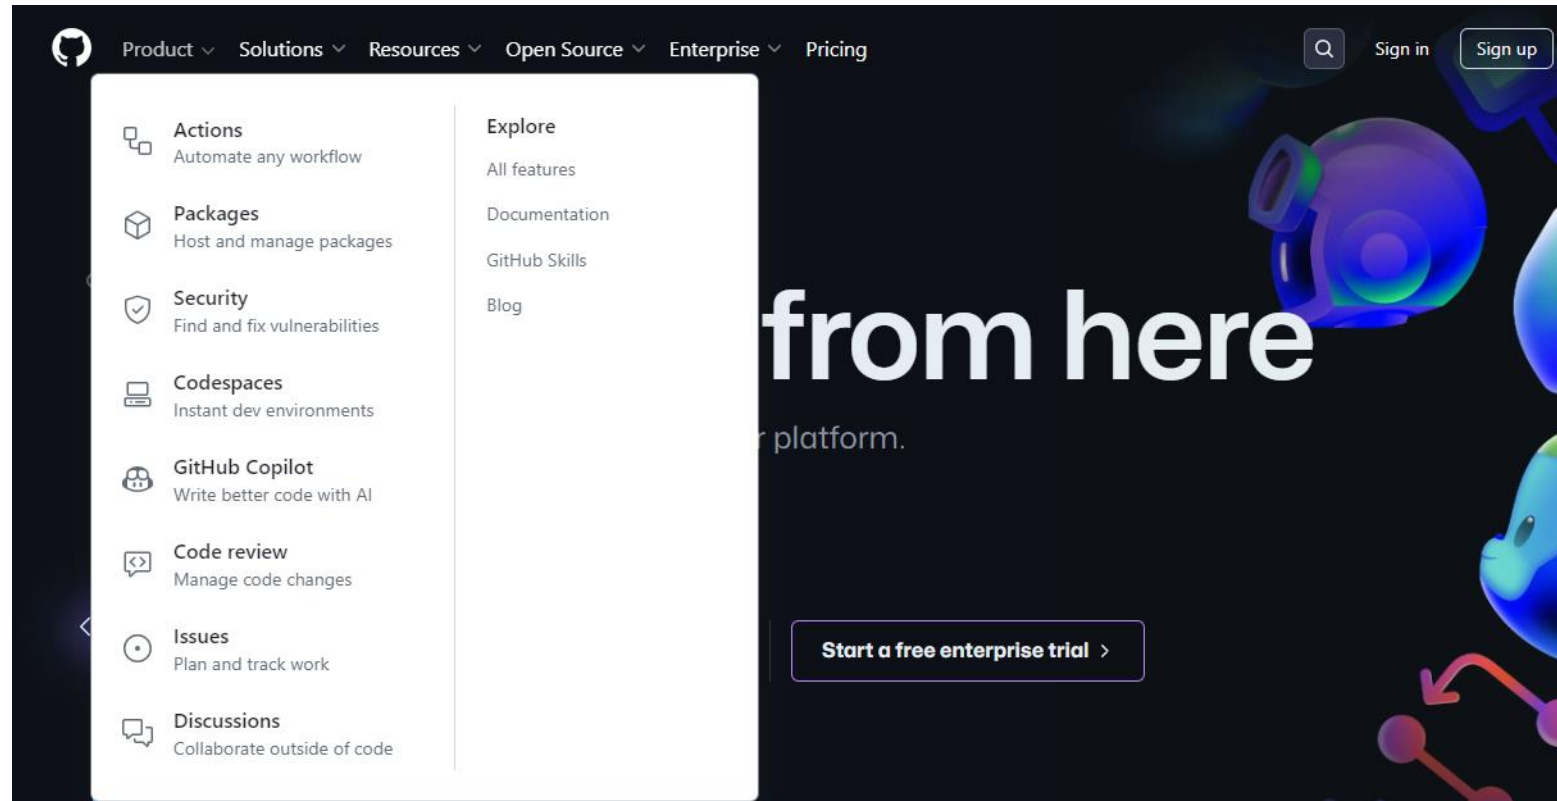 Product Solutions Resources Open Source Enterprise Pricing Sign in Sign up
Actions
Automate any workflow
Packages
Host and manage packages
Security
Find and fix vulnerabilities
Codespaces
Instant dev environments
GitHub Copilot
Write better code with AI
Code review
Manage code changes
Issues
Plan and track work
Discussions
Collaborate outside of code
Explore
All features
Documentation
GitHub Skills
Blog
from here
platform.
Start a free enterprise trial